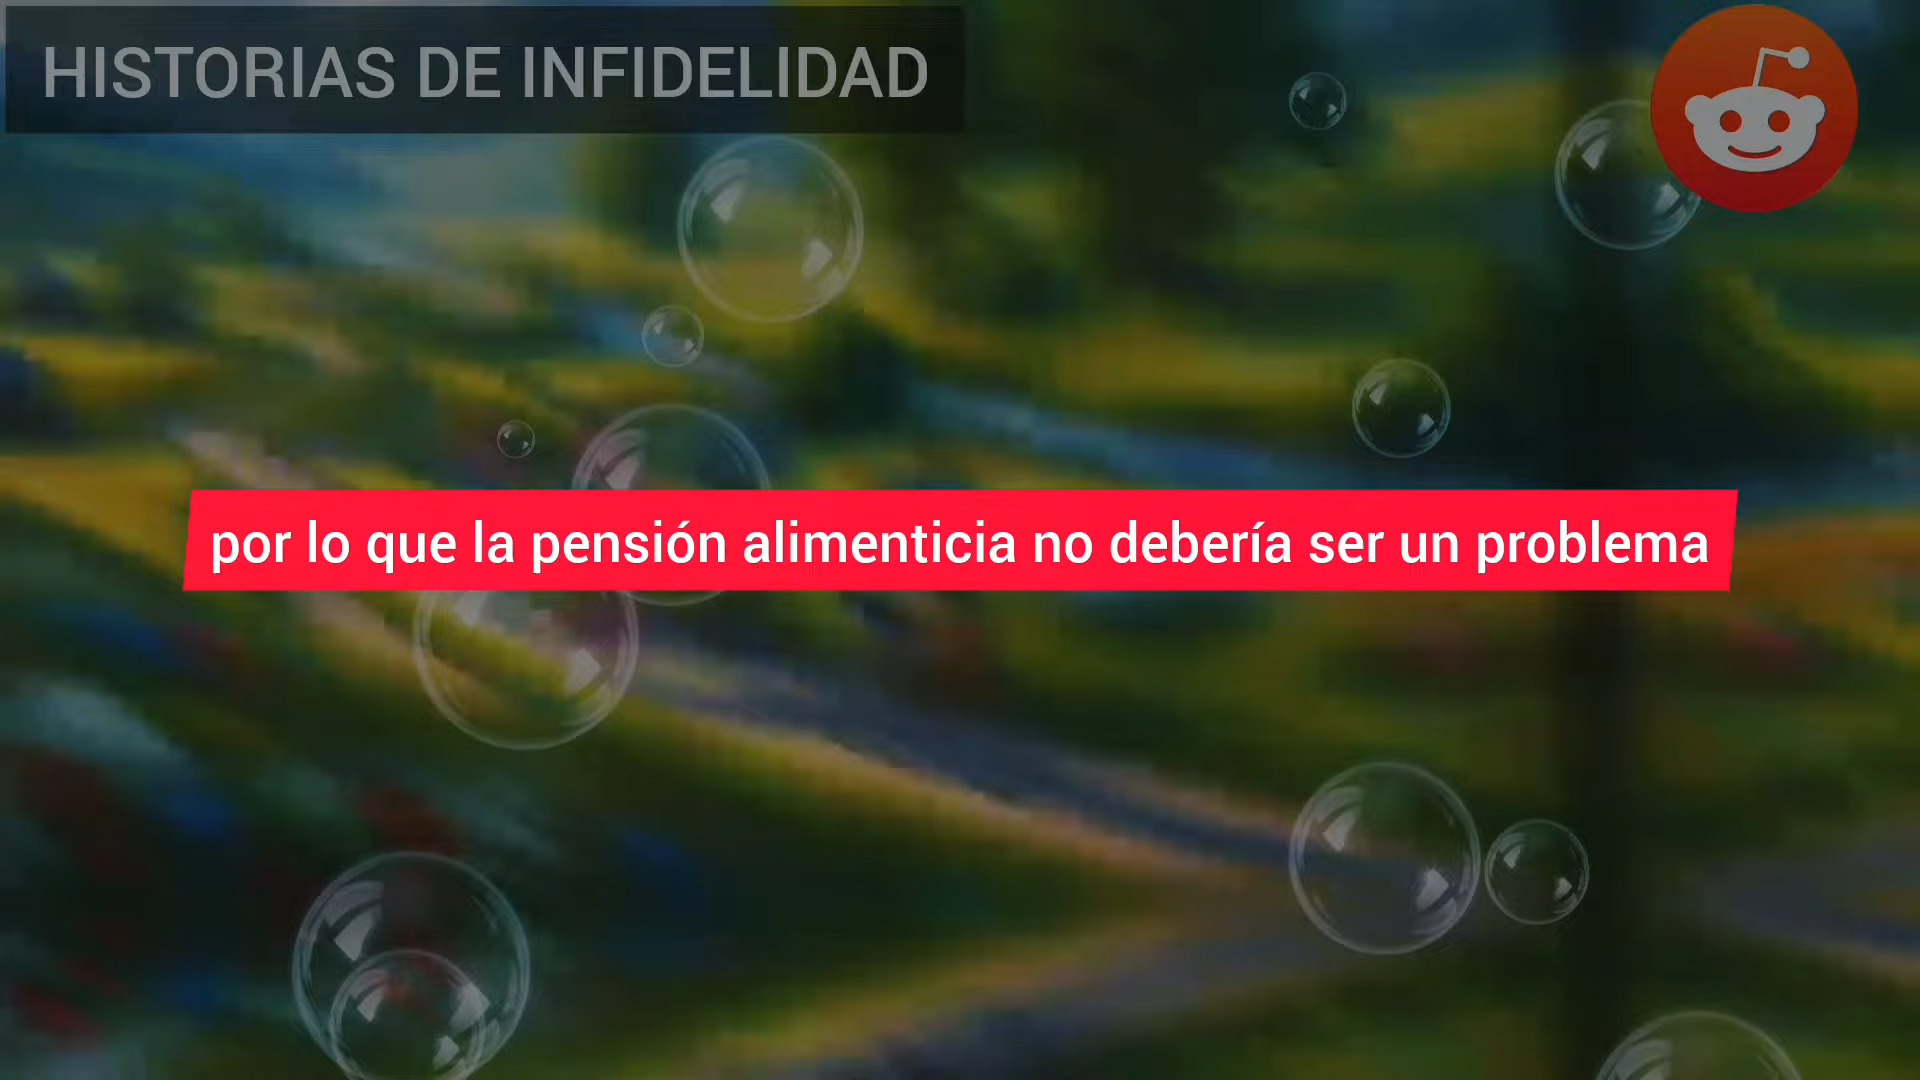 HISTORIAS DE INFIDELIDAD
por lo que la pensión alimenticia no debería ser un problema